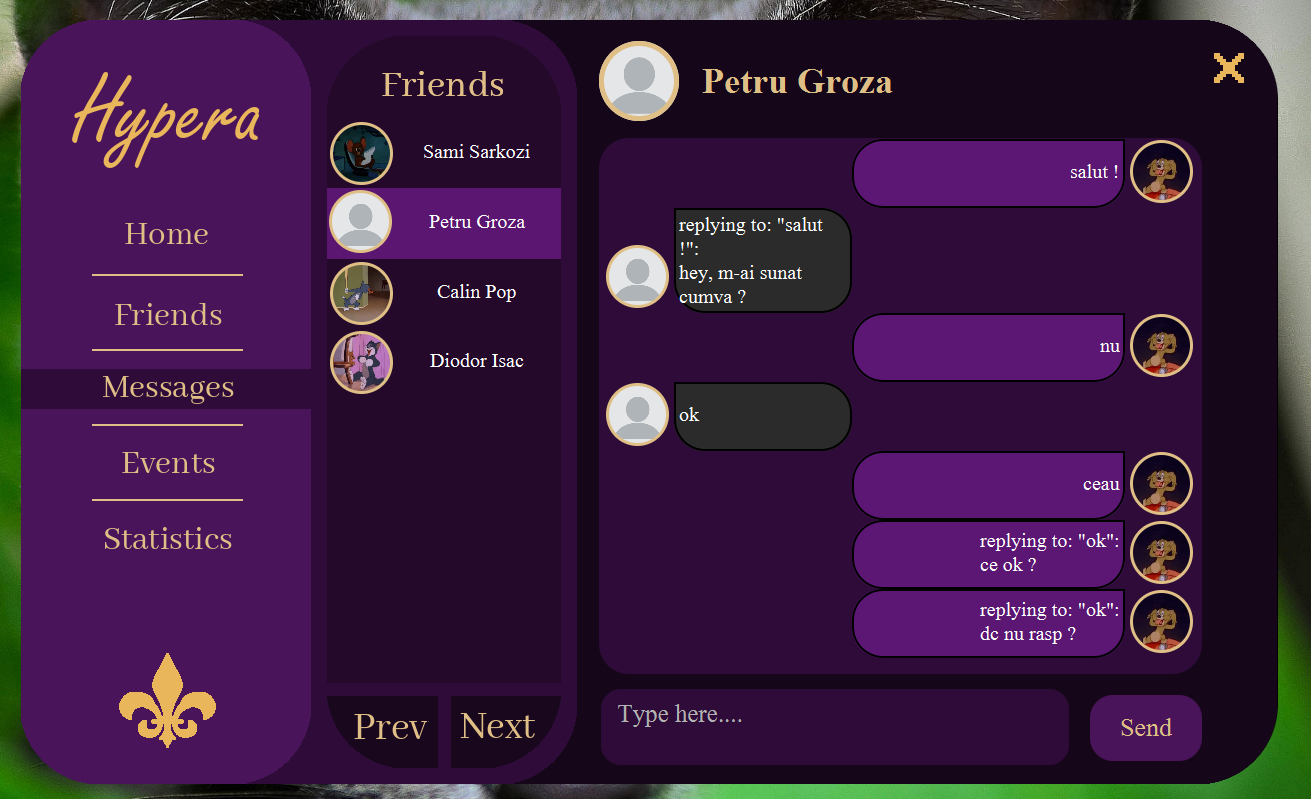 Hypera
Home
Friends
Messages
Events
Statistics
Friends
Sami Sarkozi
Petru Groza
Calin Pop
Diodor Isac
Prev
Next
Petru Groza
salut !
replying to: "salut
!":
hey, m-ai sunat
cumva ?
nu
ok
ceau
replying to: "ok":
ce ok ?
replying to: "ok":
dc nu rasp ?
Type here....
Send